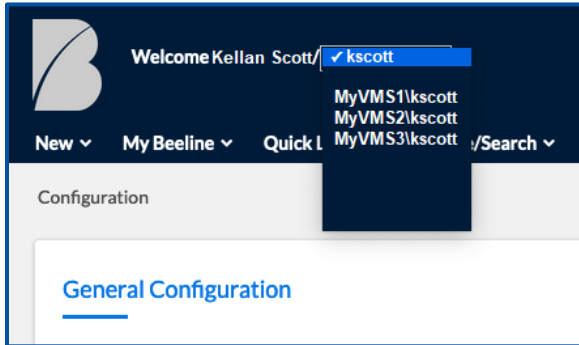 Welcome Kellan Scott/ ✓ kscott
MyVMS1\kscott
MyVMS2\kscott
MyVMS3\kscott
New My Beeline Quick L e/Search
Configuration
General Configuration